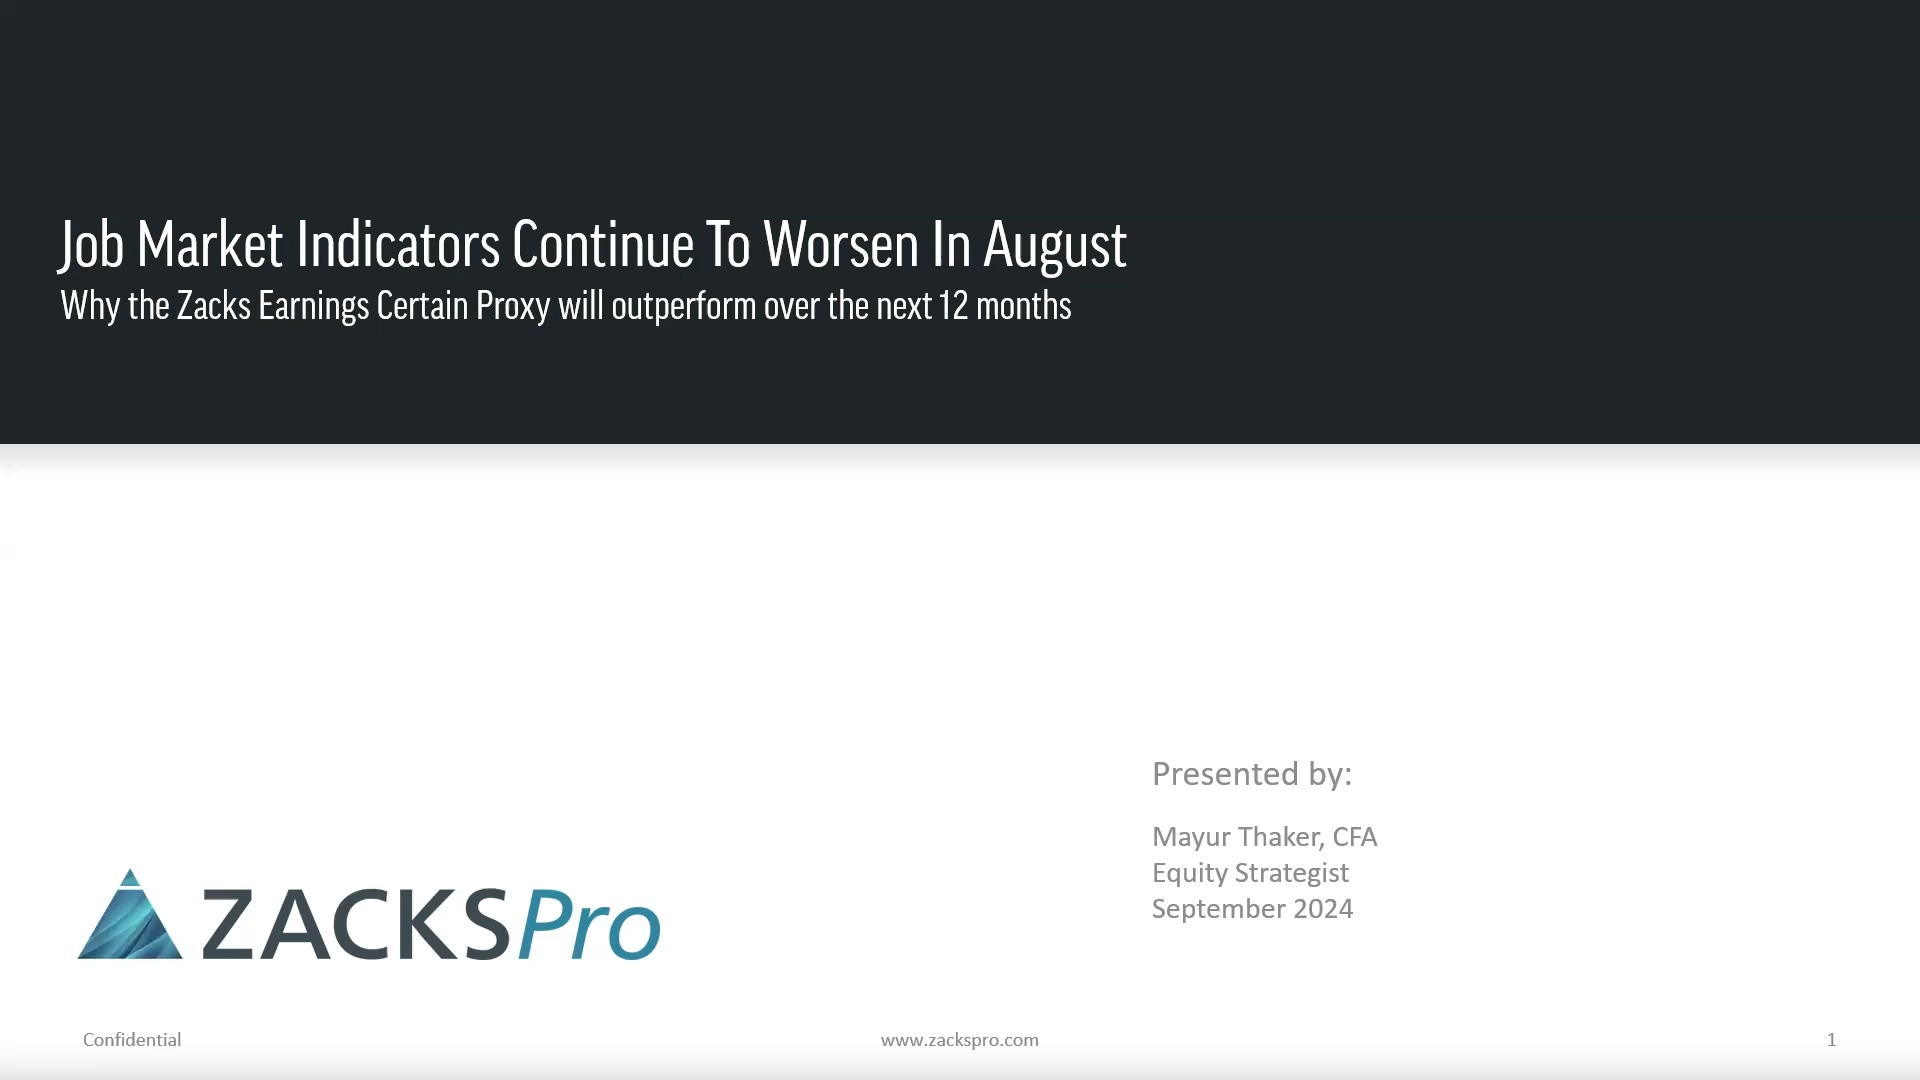 Job Market Indicators Continue To Worsen In August
Why the Zacks Earnings Certain Proxy will outperform over the next 12 months
Presented by:
Mayur Thaker, CFA
Equity Strategist
September 2024
ZACKSPro
Confidential
www.zackspro.com
1